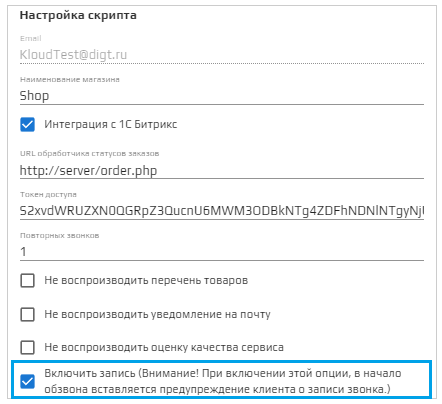 Настройка скрипта
Email
KloudTest@digt.ru
Наименование магазина
Shop
Интеграция с 1С Битрикс
URL обработчика статусов заказов
http://server/order.php
Токен доступа
S2xvdWRUZXN0QGRpZ3QucnU6MWM3ODBkNTg4ZDFhNDNlNTgyNjU
Повторных звонков
1
Не воспроизводить перечень товаров
Не воспроизводить уведомление на почту
Не воспроизводить оценку качества сервиса
Включить запись (Внимание! При включении этой опции, в начало
обзвона вставляется предупреждение клиента о записи звонка.)